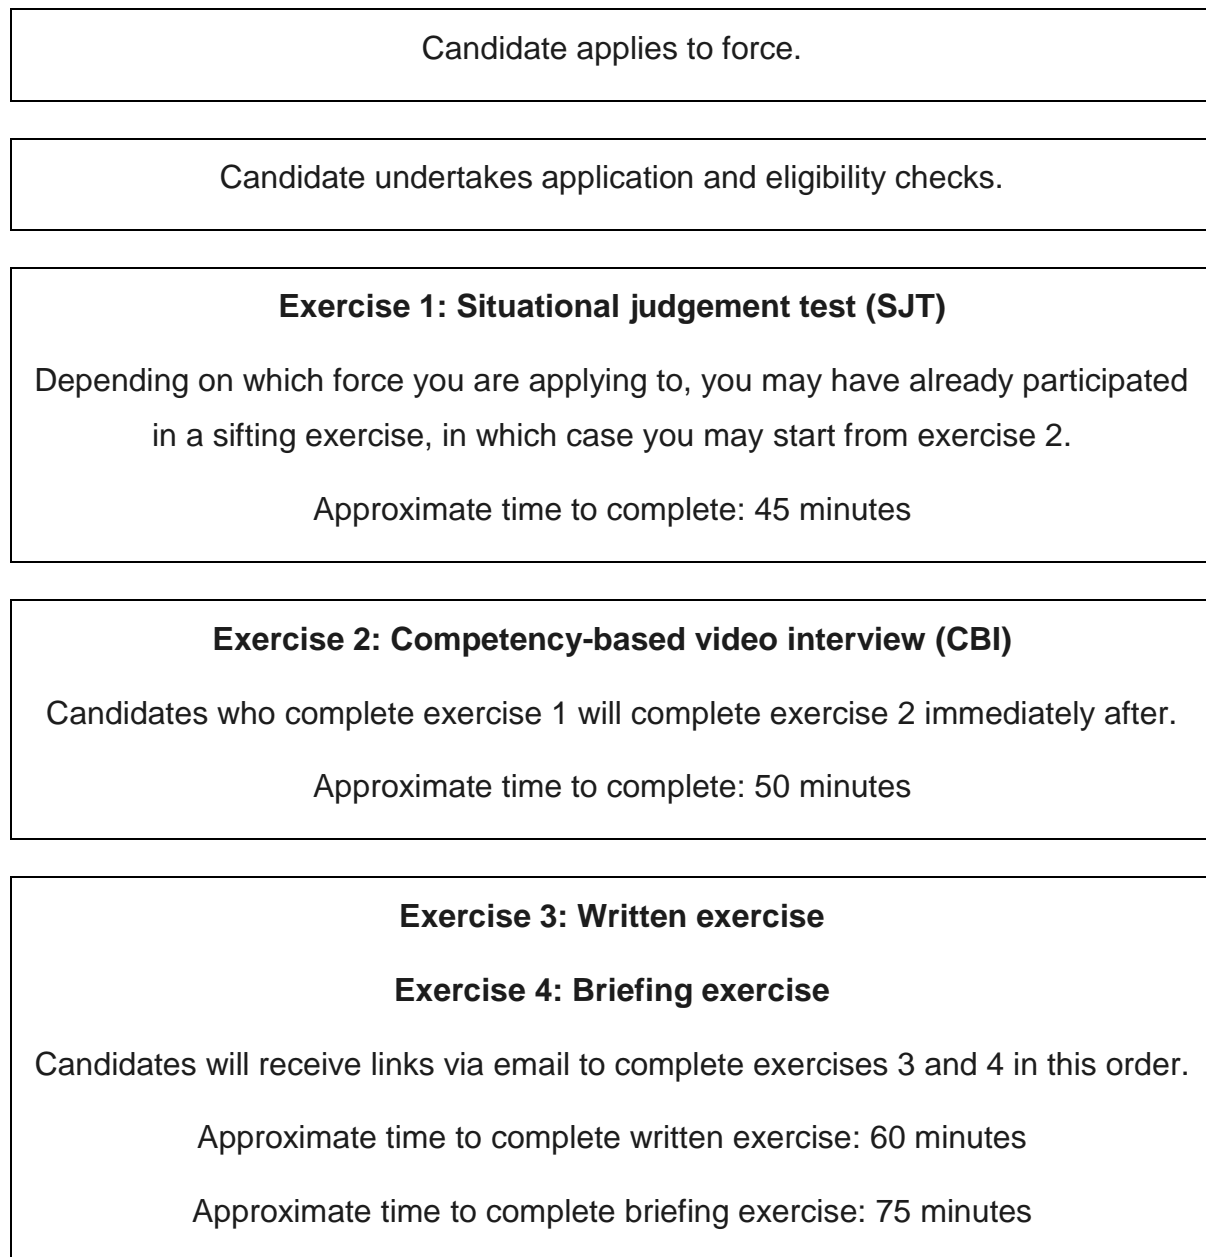 Candidate applies to force.
Candidate undertakes application and eligibility checks.
Exercise 1: Situational judgement test (SJT)
Depending on which force you are applying to, you may have already participated
in a sifting exercise, in which case you may start from exercise 2.
Approximate time to complete: 45 minutes
Exercise 2: Competency-based video interview (CBI)
Candidates who complete exercise 1 will complete exercise 2 immediately after.
Approximate time to complete: 50 minutes
Exercise 3: Written exercise
Exercise 4: Briefing exercise
Candidates will receive links via email to complete exercises 3 and 4 in this order.
Approximate time to complete written exercise: 60 minutes
Approximate time to complete briefing exercise: 75 minutes